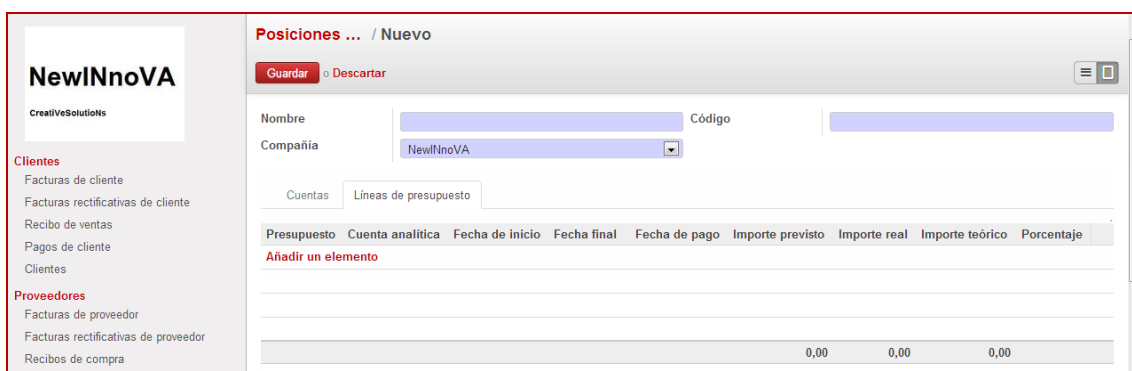 NewINnoVA
CreatiVeSolutioNs
Clientes
Facturas de cliente
Facturas rectificativas de cliente
Recibo de ventas
Pagos de cliente
Clientes
Proveedores
Facturas de proveedor
Facturas rectificativas de proveedor
Recibos de compra
Posiciones ... / Nuevo
Guardar o Descartar
Nombre Código
Compañía NewINnoVA
Cuentas Líneas de presupuesto
Presupuesto Cuenta analítica Fecha de inicio Fecha final Fecha de pago Importe previsto Importe real Importe teórico Porcentaje
Añadir un elemento
0,00 0,00 0,00